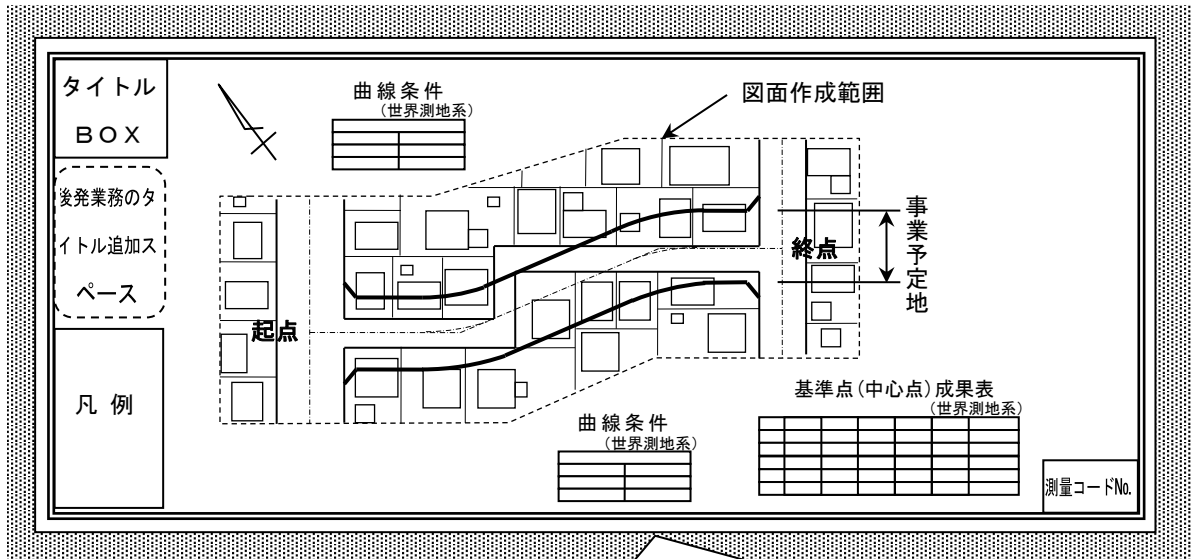 タイトル
ＢＯＸ
後発業務のタ
イトル追加ス
ペース
凡 例
曲線条件
（世界測地系）
図面作成範囲
起点
終点
事業予定地
曲線条件
（世界測地系）
基準点（中心点）成果表
（世界測地系）
測量コードNo.